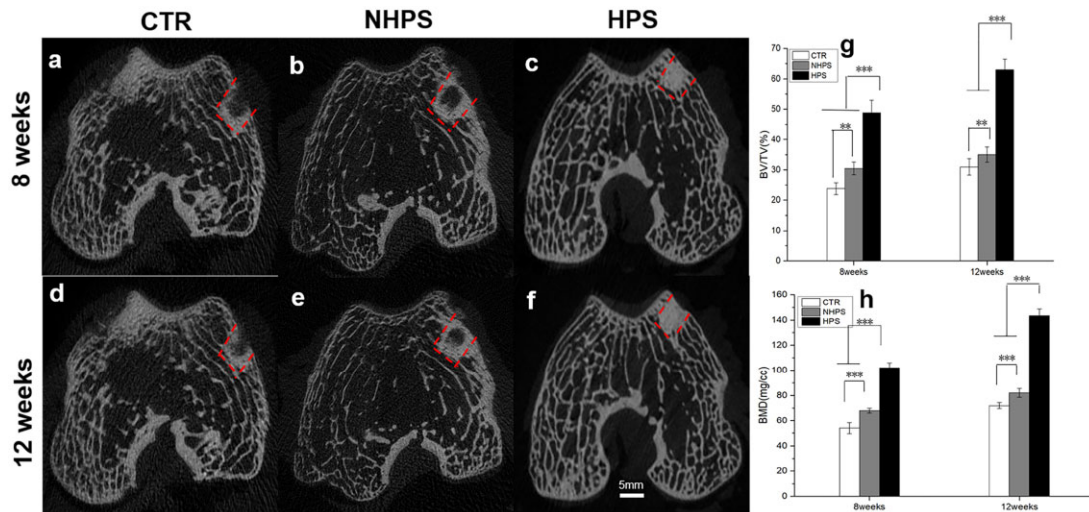 CTR NHPS HPS
8 weeks
a
b
c
12 weeks
d
e
f
5mm
g
CTR
NHPS
HPS
***
***
**
**
BV/TV(%)
70
60
50
40
30
20
10
0
8weeks 12weeks
h
CTR
NHPS
HPS
***
***
***
***
BMD(mg/cc)
160
140
120
100
80
60
40
20
0
8weeks 12weeks